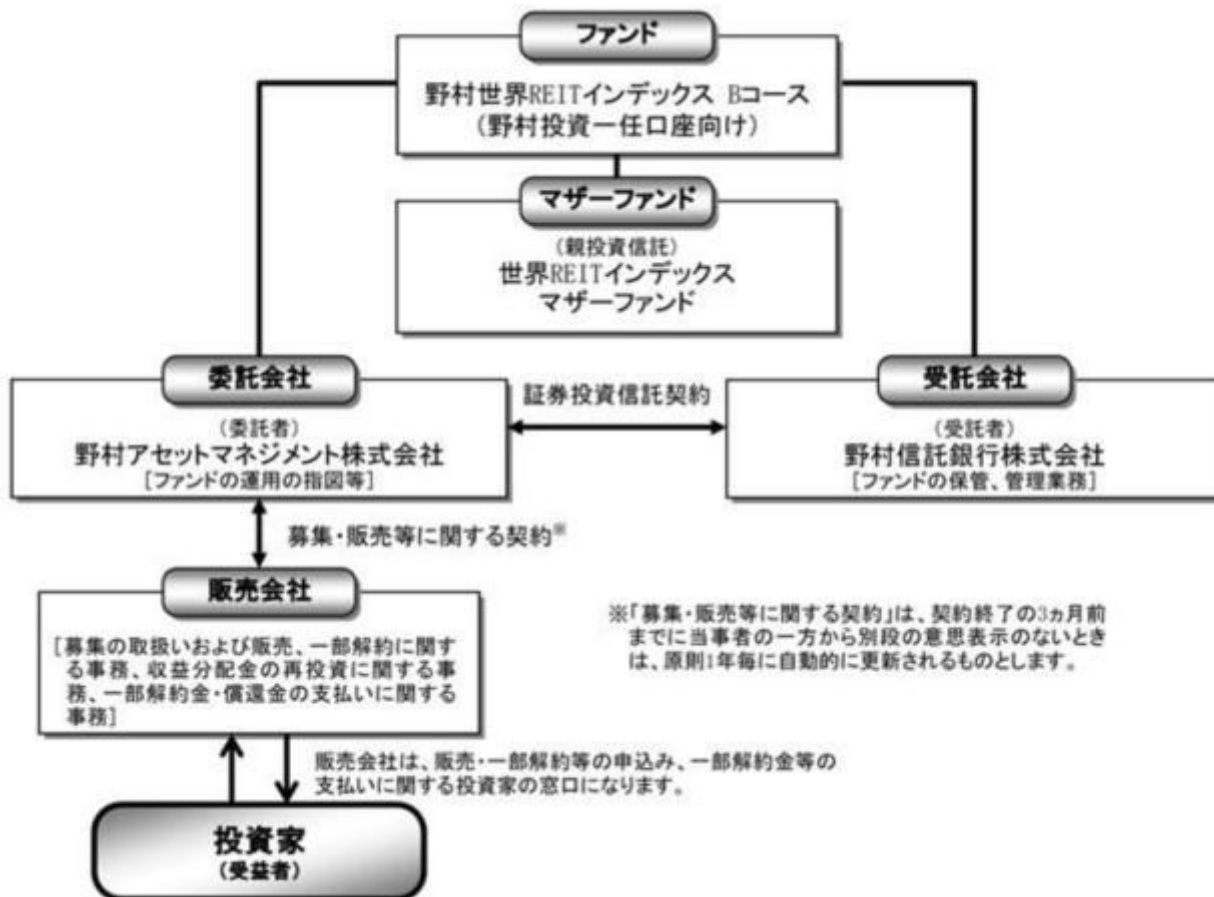 ファンド
野村世界REITインデックス Bコース
(野村投資一任口座向け)
マザーファンド
(親投資信託)
世界REITインデックス
マザーファンド
委託会社
(委託者)
野村アセットマネジメント株式会社
[ファンドの運用の指図等]
証券投資信託契約
受託会社
(受託者)
野村信託銀行株式会社
[ファンドの保管、管理業務]
募集・販売等に関する契約※
販売会社
[募集の取扱いおよび販売、一部解約に関す
る事務、収益分配金の再投資に関する事
務、一部解約金・償還金の支払いに関する
事務]
※「募集・販売等に関する契約」は、契約終了の3ヵ月前
までに当事者の一方から別段の意思表示のないとき
は、原則1年毎に自動的に更新されるものとします。
販売会社は、販売・一部解約等の申込み、一部解約金等の
支払いに関する投資家の窓口になります。
投資家
(受益者)